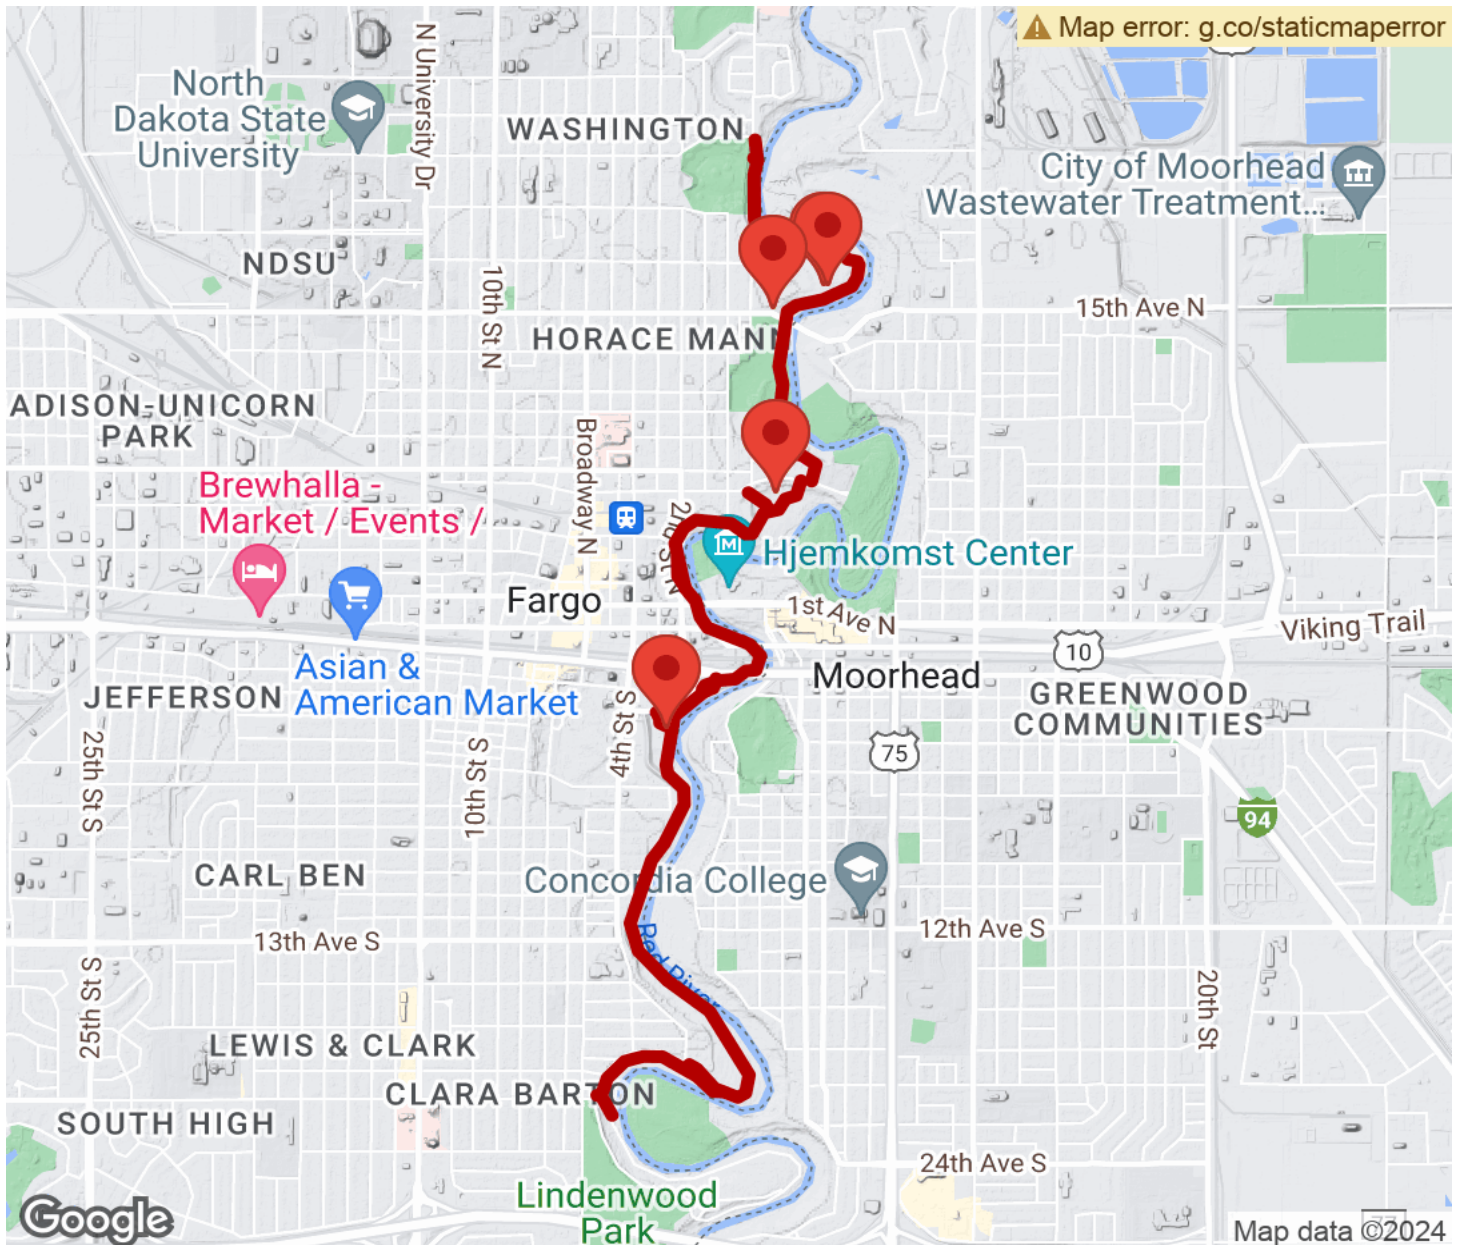 Map error: g.co/staticmaperror
North
Dakota State
University
N University Dr
WASHINGTON
City of Moorhead
Wastewater Treatment...
NDSU
10th St N
15th Ave N
HORACE MANN
ADISON-UNICORN
PARK
Broadway N
Brewhalla -
Market / Events /
2nd St N
Hjemkomst Center
Fargo
1st Ave N
Viking Trail
10
Asian &
American Market
Moorhead
JEFFERSON
GREENWOOD
COMMUNITIES
4th St S
25th St S
10th St S
75
94
CARL BEN
Concordia College
13th Ave S
12th Ave S
Red River
25th St S
20th St
LEWIS & CLARK
CLARA BARTON
SOUTH HIGH
24th Ave S
Lindenwood
Park
Google
Map data ©2024